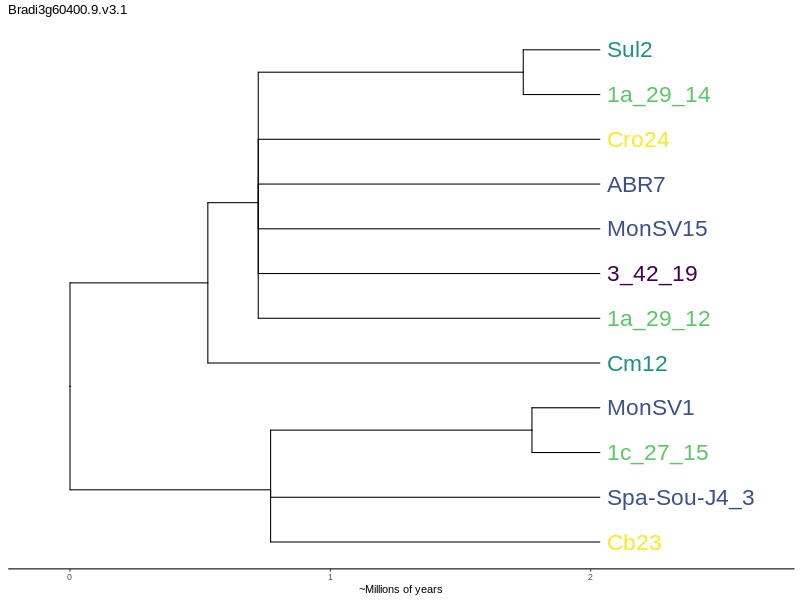 Bradi3g60400.9.v3.1
Sul2
1a_29_14
Cro24
ABR7
MonSV15
3_42_19
1a_29_12
Cm12
MonSV1
1c_27_15
Spa-Sou-J4_3
Cb23
0 1 2
~Millions of years